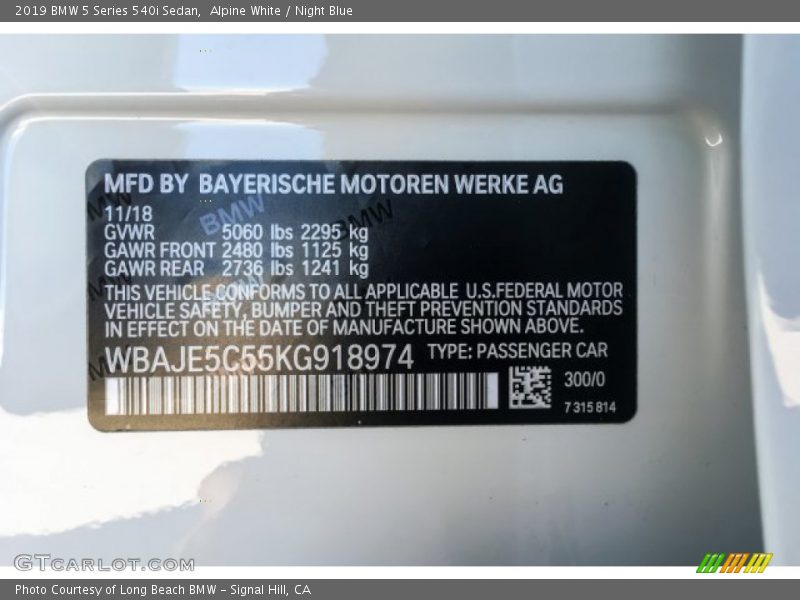 2019 BMW 5 Series 540i Sedan, Alpine White / Night Blue
MFD BY BAYERISCHE MOTOREN WERKE AG
11/18
GVWR 5060 lbs 2295 kg
GAWR FRONT 2480 lbs 1125 kg
GAWR REAR 2736 lbs 1241 kg
THIS VEHICLE CONFORMS TO ALL APPLICABLE U.S.FEDERAL MOTOR
VEHICLE SAFETY, BUMPER AND THEFT PREVENTION STANDARDS
IN EFFECT ON THE DATE OF MANUFACTURE SHOWN ABOVE.
WBAJE5C55KG918974 TYPE: PASSENGER CAR
300/0
7 315 814
BMW
BMW
GTCARLOT.COM
Photo Courtesy of Long Beach BMW – Signal Hill, CA